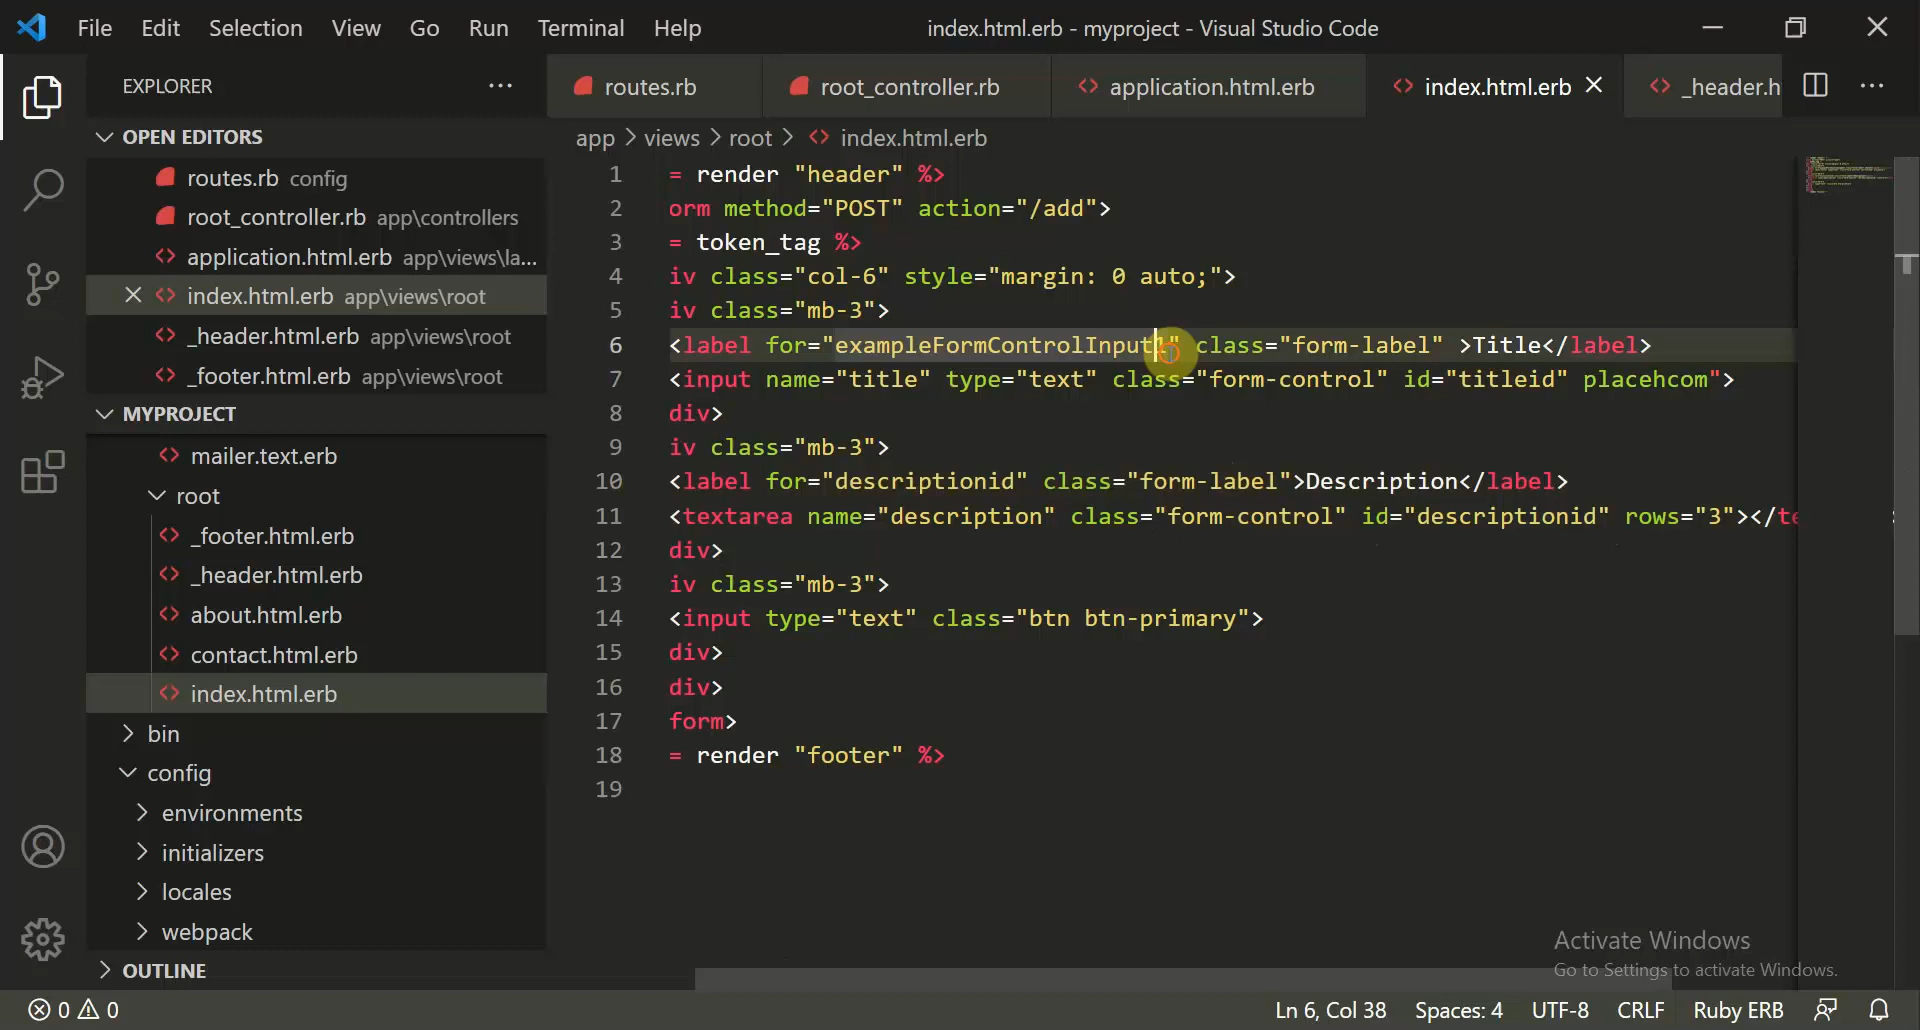 File Edit Selection View Go Run Terminal Help
index.html.erb - myproject - Visual Studio Code
EXPLORER
routes.rb
root_controller.rb
application.html.erb
index.html.erb
_header.h
OPEN EDITORS
app > views > root > index.html.erb
routes.rb config
root_controller.rb app\controllers
application.html.erb app\views\la...
index.html.erb app\views\root
_header.html.erb app\views\root
_footer.html.erb app\views\root
MYPROJECT
mailer.text.erb
root
_footer.html.erb
_header.html.erb
about.html.erb
contact.html.erb
index.html.erb
bin
config
environments
initializers
locales
webpack
OUTLINE
1 = render "header" %>
2 orm method="POST" action="/add">
3 = token_tag %>
4 iv class="col-6" style="margin: 0 auto;">
5 iv class="mb-3">
6 <label for="exampleFormControlInput1" class="form-label" >Title</label>
7 <input name="title" type="text" class="form-control" id="titleid" placehcom">
8 div>
9 iv class="mb-3">
10 <label for="descriptionid" class="form-label">Description</label>
11 <textarea name="description" class="form-control" id="descriptionid" rows="3"></te
12 div>
13 iv class="mb-3">
14 <input type="text" class="btn btn-primary">
15 div>
16 div>
17 form>
18 = render "footer" %>
19
Activate Windows
Go to Settings to activate Windows.
0 0
Ln 6, Col 38 Spaces: 4 UTF-8 CRLF Ruby ERB